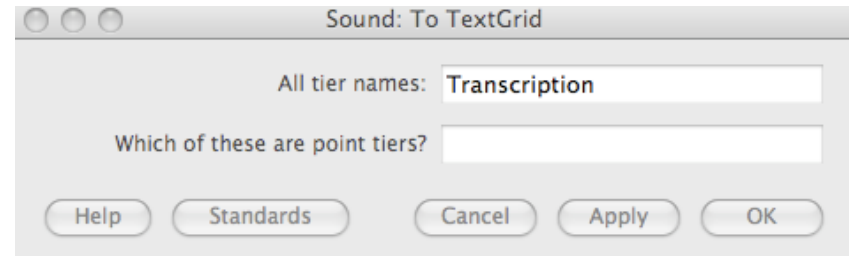 Sound: To TextGrid
All tier names: Transcription
Which of these are point tiers?
Help Standards Cancel Apply OK